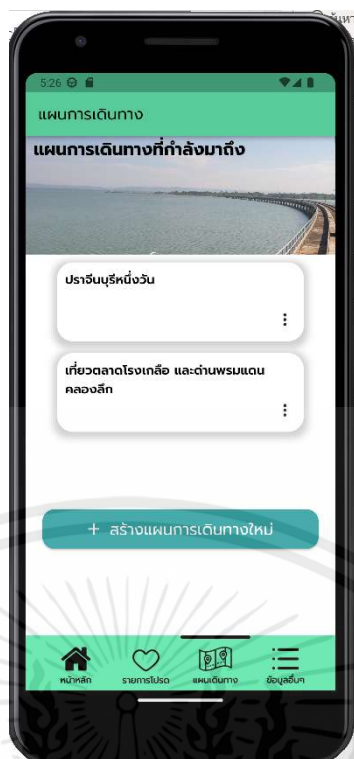 5:26
แผนการเดินทาง
แผนการเดินทางที่กำลังมาถึง
ปราจีนบุรีหนึ่งวัน
เที่ยวตลาดโรงเกลือ และด่านพรมแดน
คลองลึก
+ สร้างแผนการเดินทางใหม่
หน้าหลัก รายการโปรด แผนเดินทาง ข้อมูลอื่นๆ